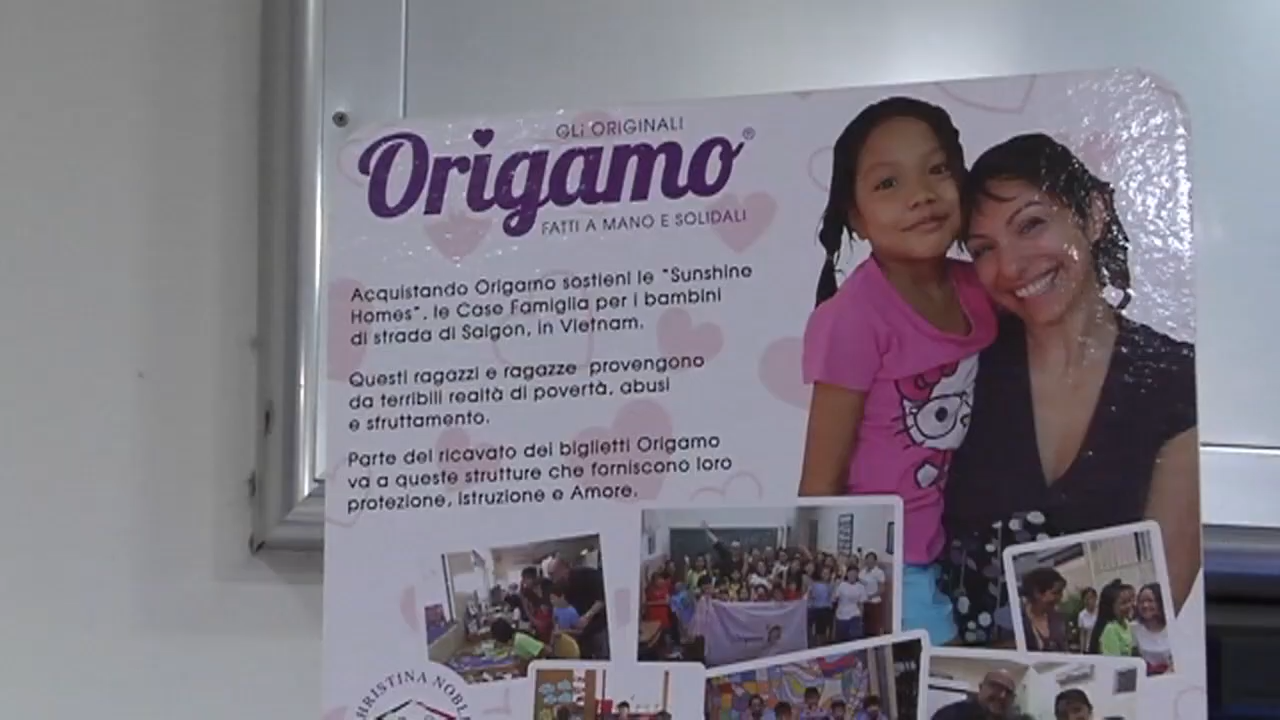 GLi ORIGINALI
Origamo®
FATTI A MANO E SOLIDALI
Acquistando Origamo sostieni le "Sunshine
Homes", le Case Famiglia per i bambini
di strada di Saigon, in Vietnam.
Questi ragazzi e ragazze provengono
da terribili realtà di povertà, abusi
e sfruttamento.
Parte del ricavato dei biglietti Origamo
va a queste strutture che forniscono loro
protezione, istruzione e Amore.
HRISTINA NOBL